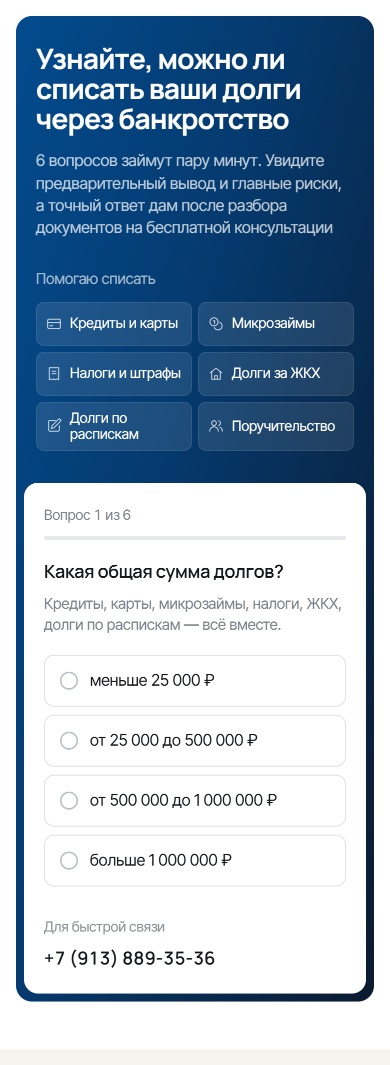 Узнайте, можно ли
списать ваши долги
через банкротство
6 вопросов займут пару минут. Увидите
предварительный вывод и главные риски,
а точный ответ дам после разбора
документов на бесплатной консультации
Помогаю списать
Кредиты и карты
Микрозаймы
Налоги и штрафы
Долги за ЖКХ
Долги по
распискам
Поручительство
Вопрос 1 из 6
Какая общая сумма долгов?
Кредиты, карты, микрозаймы, налоги, ЖКХ,
долги по распискам — всё вместе.
меньше 25 000 ₽
от 25 000 до 500 000 ₽
от 500 000 до 1 000 000 ₽
больше 1 000 000 ₽
Для быстрой связи
+7 (913) 889-35-36